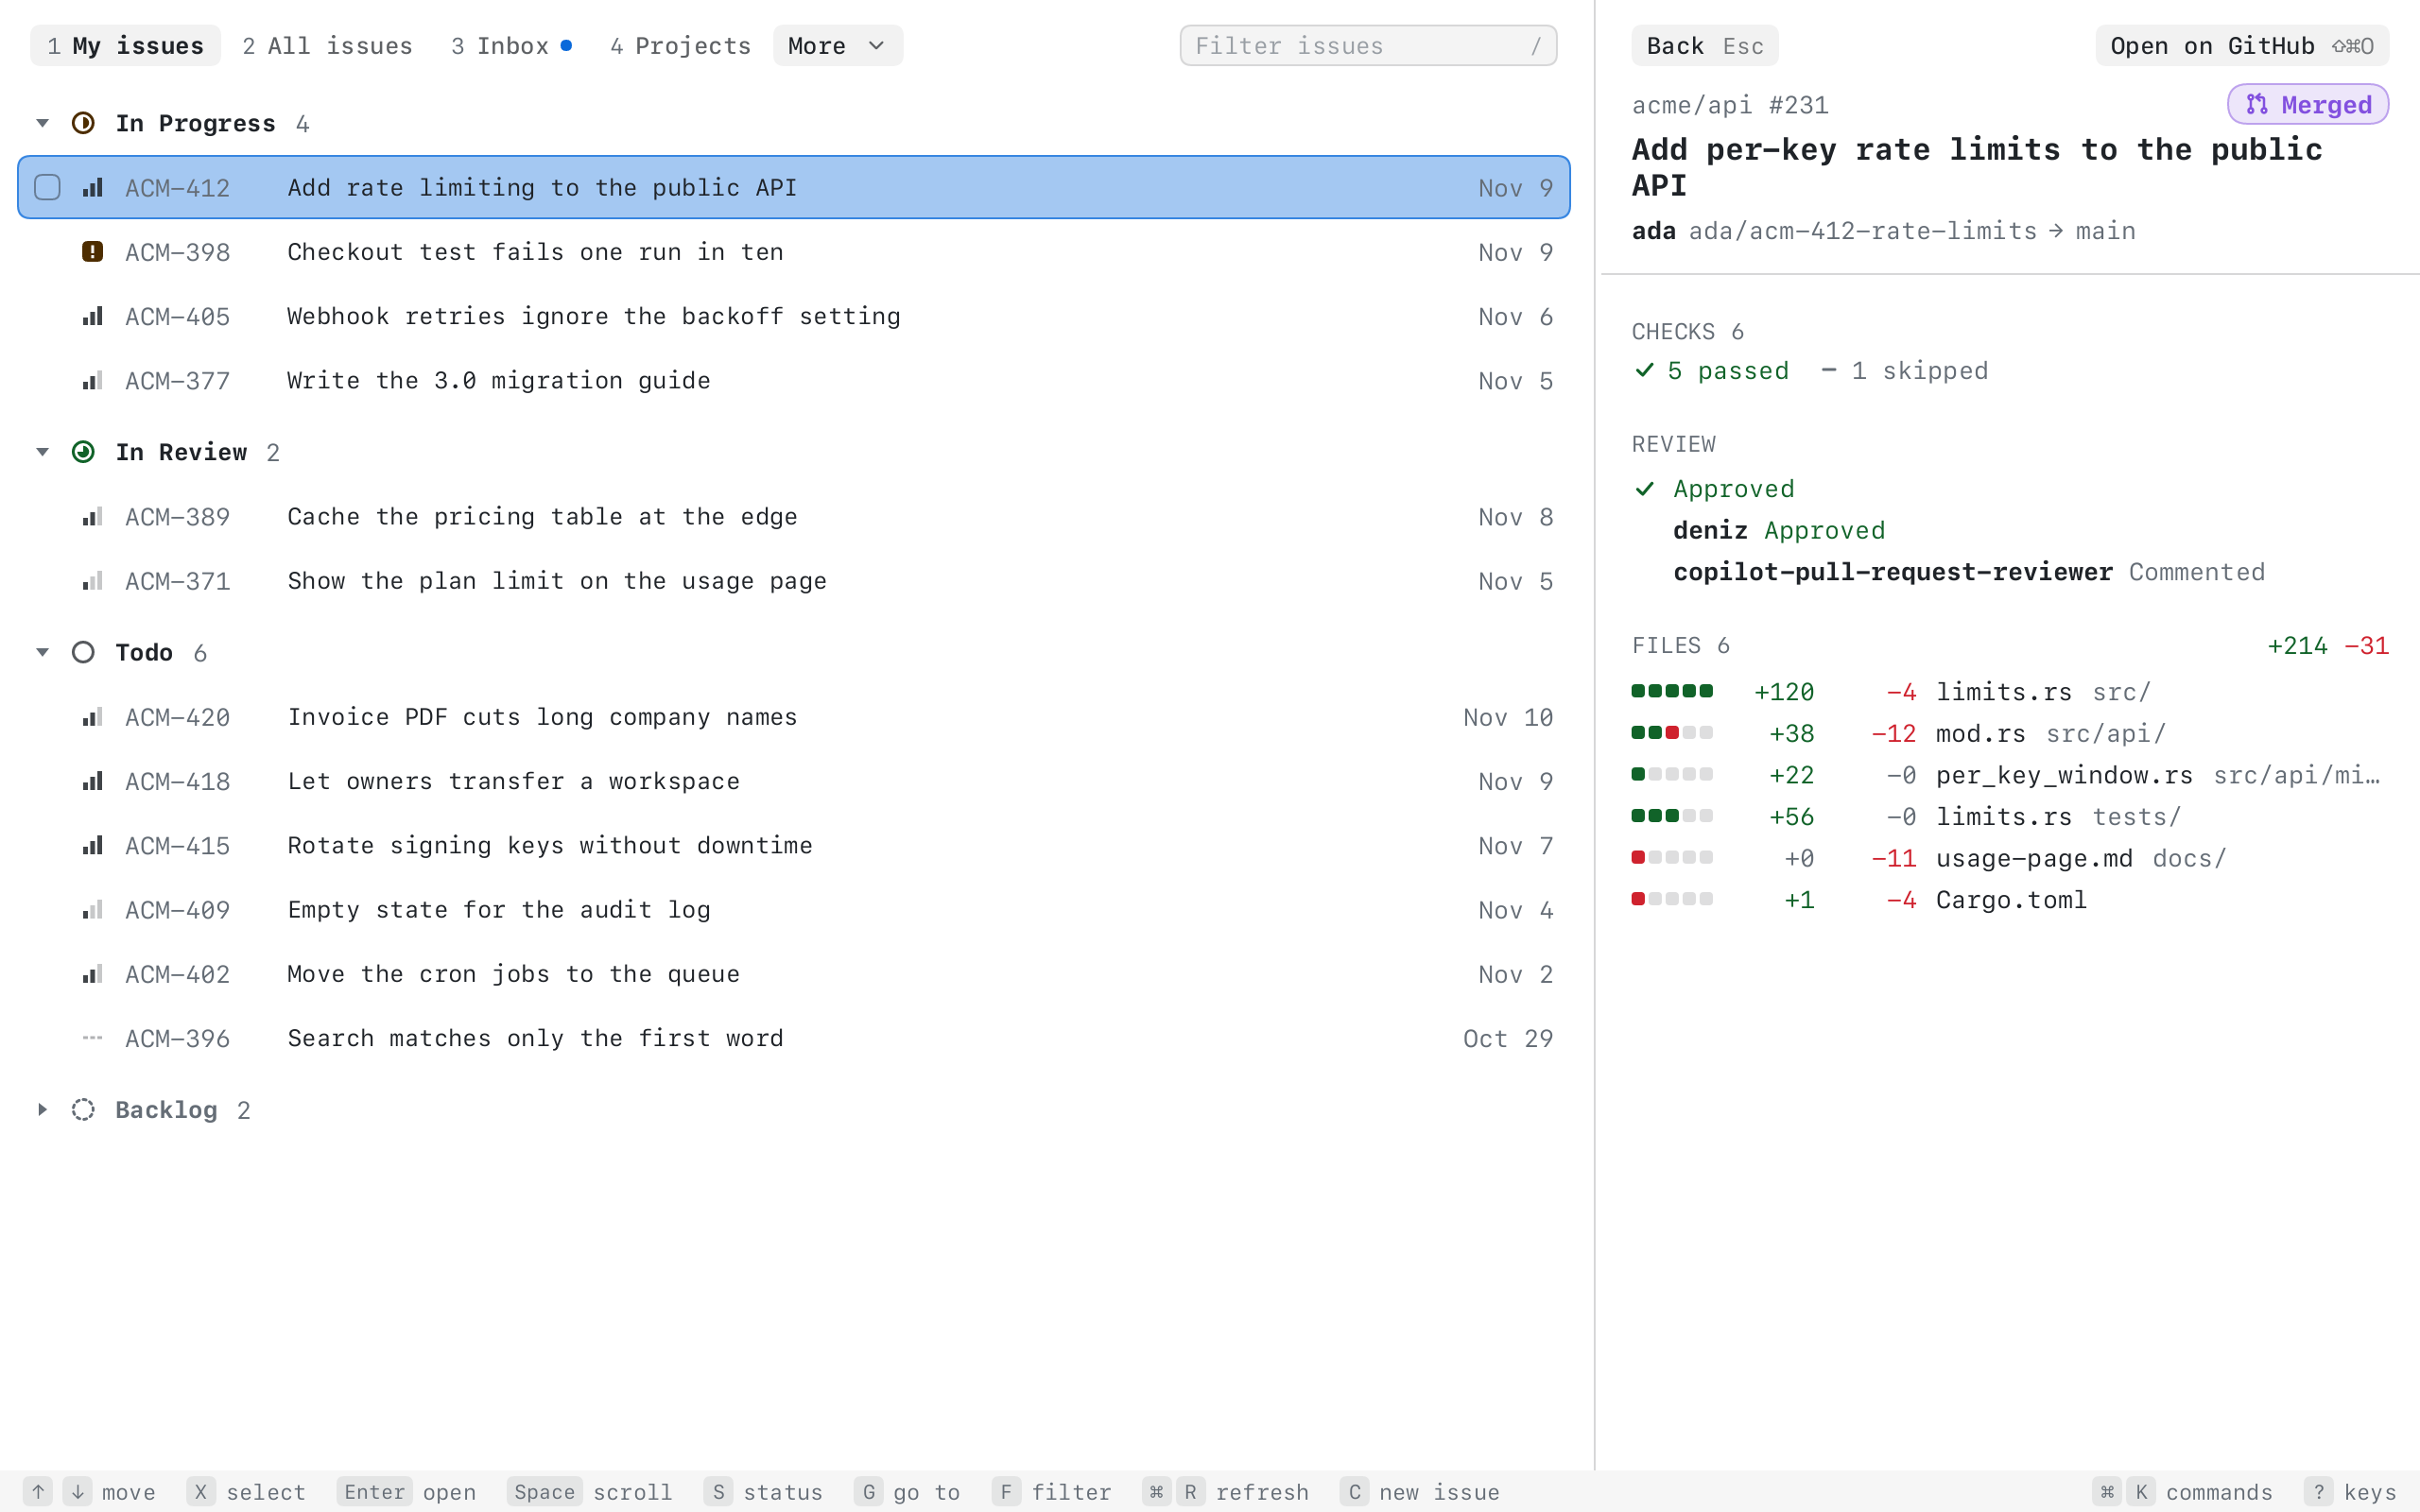 1 My issues 2 All issues 3 Inbox 4 Projects More Filter issues /
In Progress 4
ACM-412 Add rate limiting to the public API Nov 9
ACM-398 Checkout test fails one run in ten Nov 9
ACM-405 Webhook retries ignore the backoff setting Nov 6
ACM-377 Write the 3.0 migration guide Nov 5
In Review 2
ACM-389 Cache the pricing table at the edge Nov 8
ACM-371 Show the plan limit on the usage page Nov 5
Todo 6
ACM-420 Invoice PDF cuts long company names Nov 10
ACM-418 Let owners transfer a workspace Nov 9
ACM-415 Rotate signing keys without downtime Nov 7
ACM-409 Empty state for the audit log Nov 4
ACM-402 Move the cron jobs to the queue Nov 2
ACM-396 Search matches only the first word Oct 29
Backlog 2
Back Esc Open on GitHub ⇧⌘O
acme/api #231 Merged
Add per-key rate limits to the public
API
ada ada/acm-412-rate-limits → main
CHECKS 6
✓ 5 passed – 1 skipped
REVIEW
✓ Approved
deniz Approved
copilot-pull-request-reviewer Commented
FILES 6 +214 −31
+120 −4 limits.rs src/
+38 −12 mod.rs src/api/
+22 −0 per_key_window.rs src/api/mi…
+56 −0 limits.rs tests/
+0 −11 usage-page.md docs/
+1 −4 Cargo.toml
↑ ↓ move X select Enter open Space scroll S status G go to F filter ⌘ R refresh C new issue ⌘ K commands ? keys